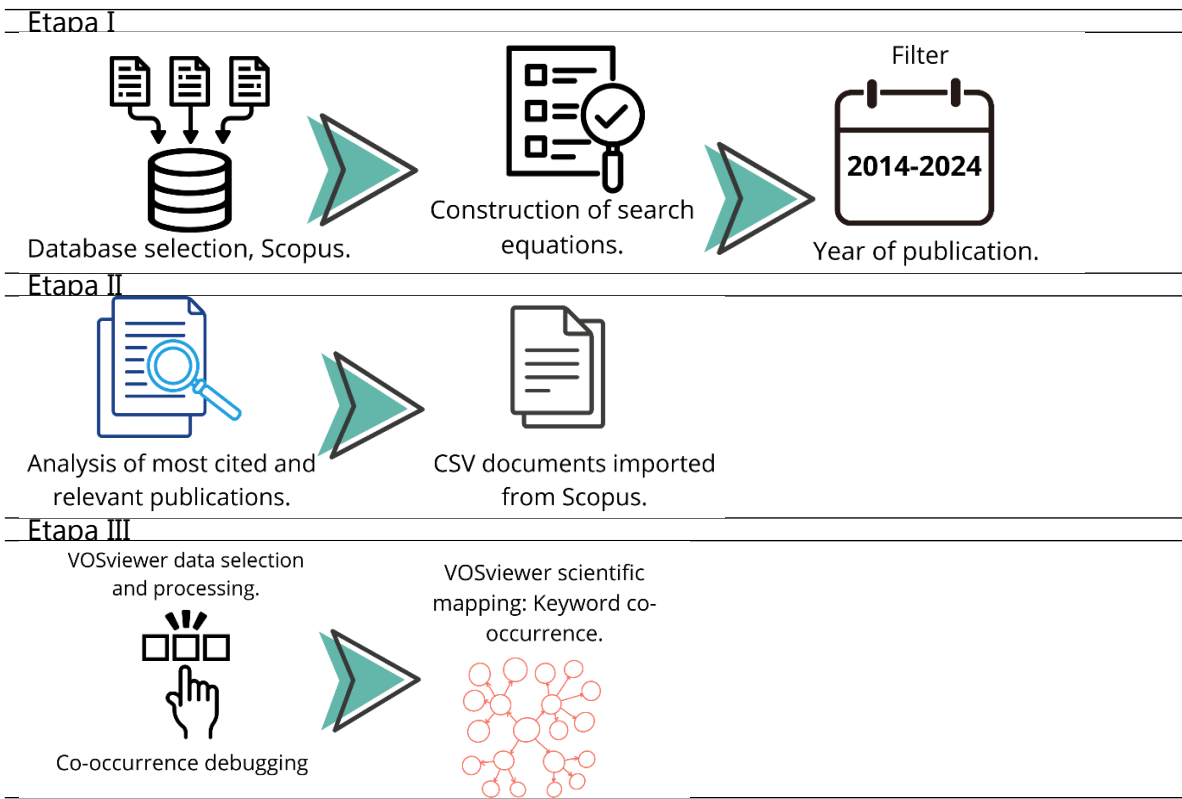 Etapa I
Filter
2014-2024
Construction of search
equations.
Database selection, Scopus.
Year of publication.
Etapa II
Analysis of most cited and
relevant publications.
CSV documents imported
from Scopus.
Etapa III
VOSviewer data selection
and processing.
VOSviewer scientific
mapping: Keyword co-
occurrence.
Co-occurrence debugging